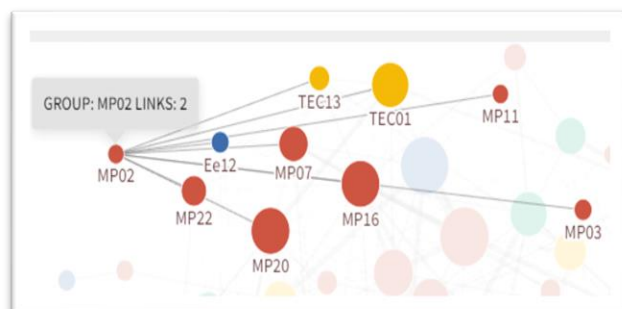 GROUP: MP02 LINKS: 2
TEC13
TEC01
MP11
MP02
Ee12
MP07
MP22
MP16
MP03
MP20